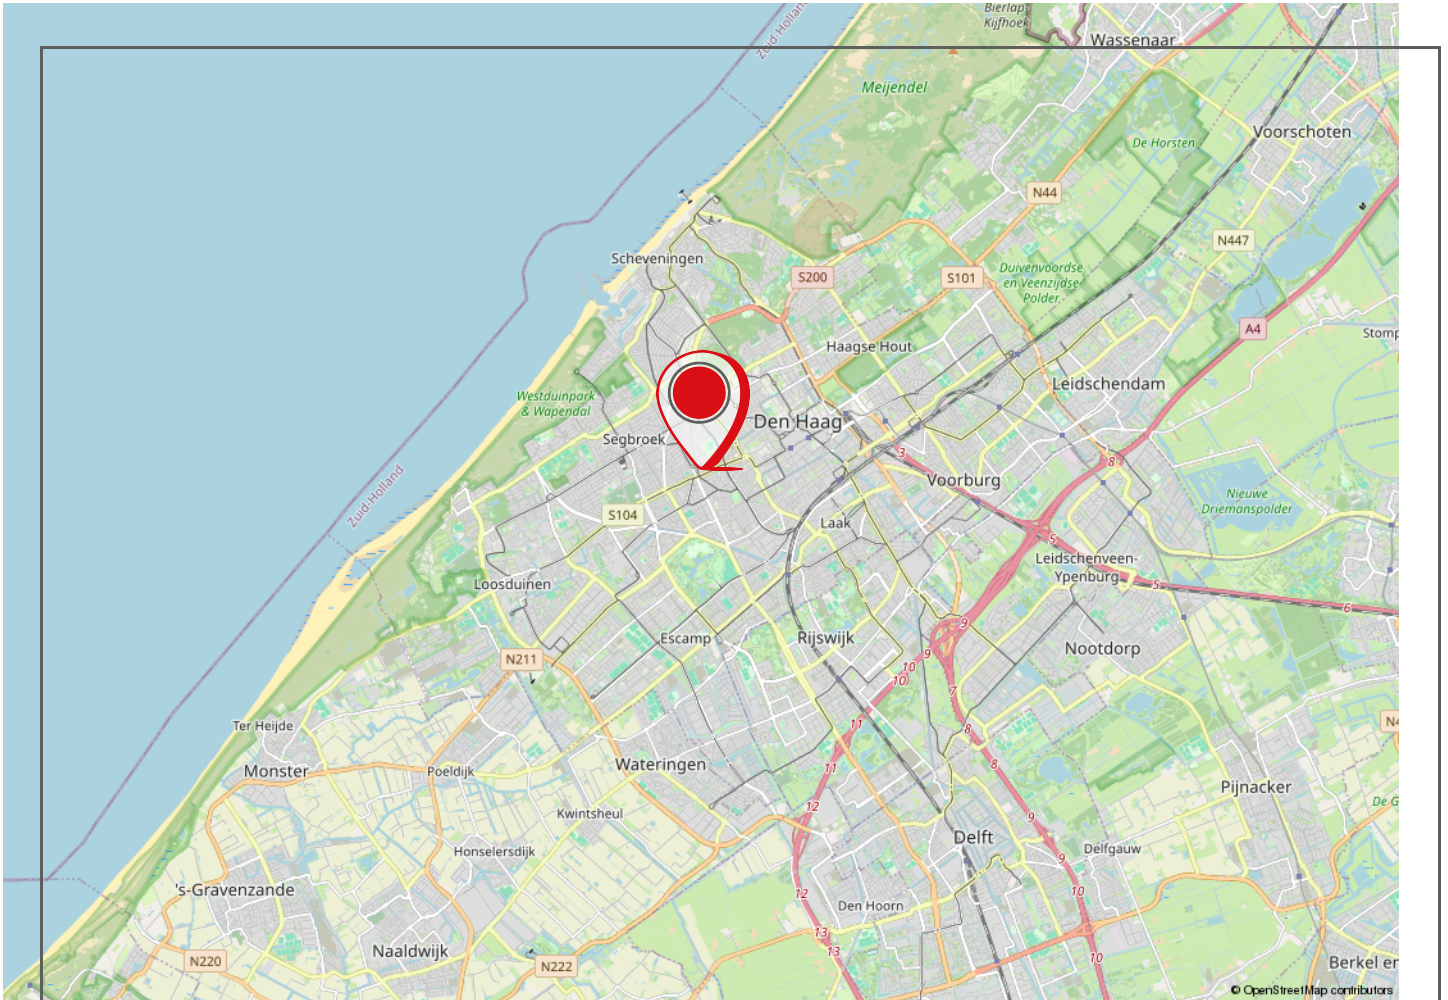 Bierlap
Kijfhoek
Wassenaar
Zuid-Holland
Meijendel
Voorschoten
De Horsten
N44
N447
Scheveningen
S200
S101
Duivenvoordse
en Veenzijdse
Polder
A4
Stomp
Haagse Hout
Leidschendam
Westduinpark
& Wapendal
Den Haag
Segbroek
3
8
Voorburg
Zuid-Holland
Nieuwe
Driemanspolder
S104
Laak
5
Leidschenveen-
Ypenburg
5
Loosduinen
6
9
Escamp
Rijswijk
9
Nootdorp
N211
10
10
7
Ter Heijde
11
8
N4
Monster
Poeldijk
Wateringen
11
8
Pijnacker
12
De G
Kwintsheul
9
Delft
Honselersdijk
Delfgauw
9
's-Gravenzande
12
10
Den Hoorn
13
Naaldwijk
13
N220
N222
10
Berkel en
© OpenStreetMap contributors